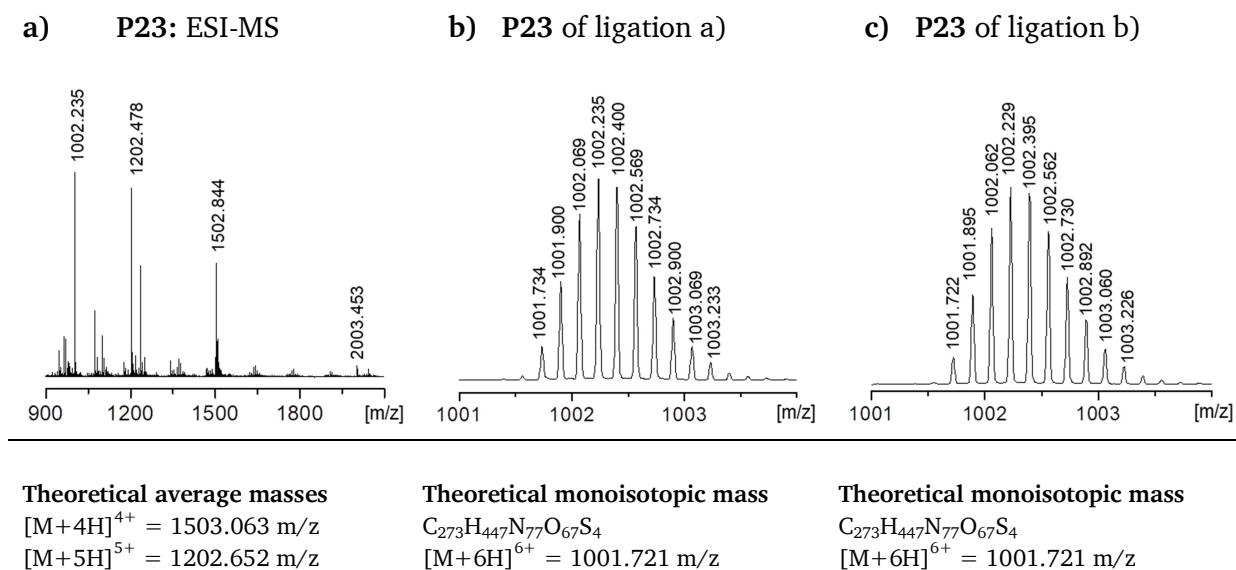 a) P23: ESI-MS
b) P23 of ligation a)
c) P23 of ligation b)
1002.235
1202.478
1502.844
2003.453
900 1200 1500 1800 [m/z]
1001.734
1001.900
1002.069
1002.235
1002.400
1002.569
1002.734
1002.900
1003.069
1003.233
1001 1002 1003 [m/z]
1001.722
1001.895
1002.062
1002.229
1002.395
1002.562
1002.730
1002.892
1003.060
1003.226
1001 1002 1003 [m/z]
Theoretical average masses
[M+4H]⁴⁺ = 1503.063 m/z
[M+5H]⁵⁺ = 1202.652 m/z
Theoretical monoisotopic mass
C₂₇₃H₄₄₇N₇₇O₆₇S₄
[M+6H]⁶⁺ = 1001.721 m/z
Theoretical monoisotopic mass
C₂₇₃H₄₄₇N₇₇O₆₇S₄
[M+6H]⁶⁺ = 1001.721 m/z